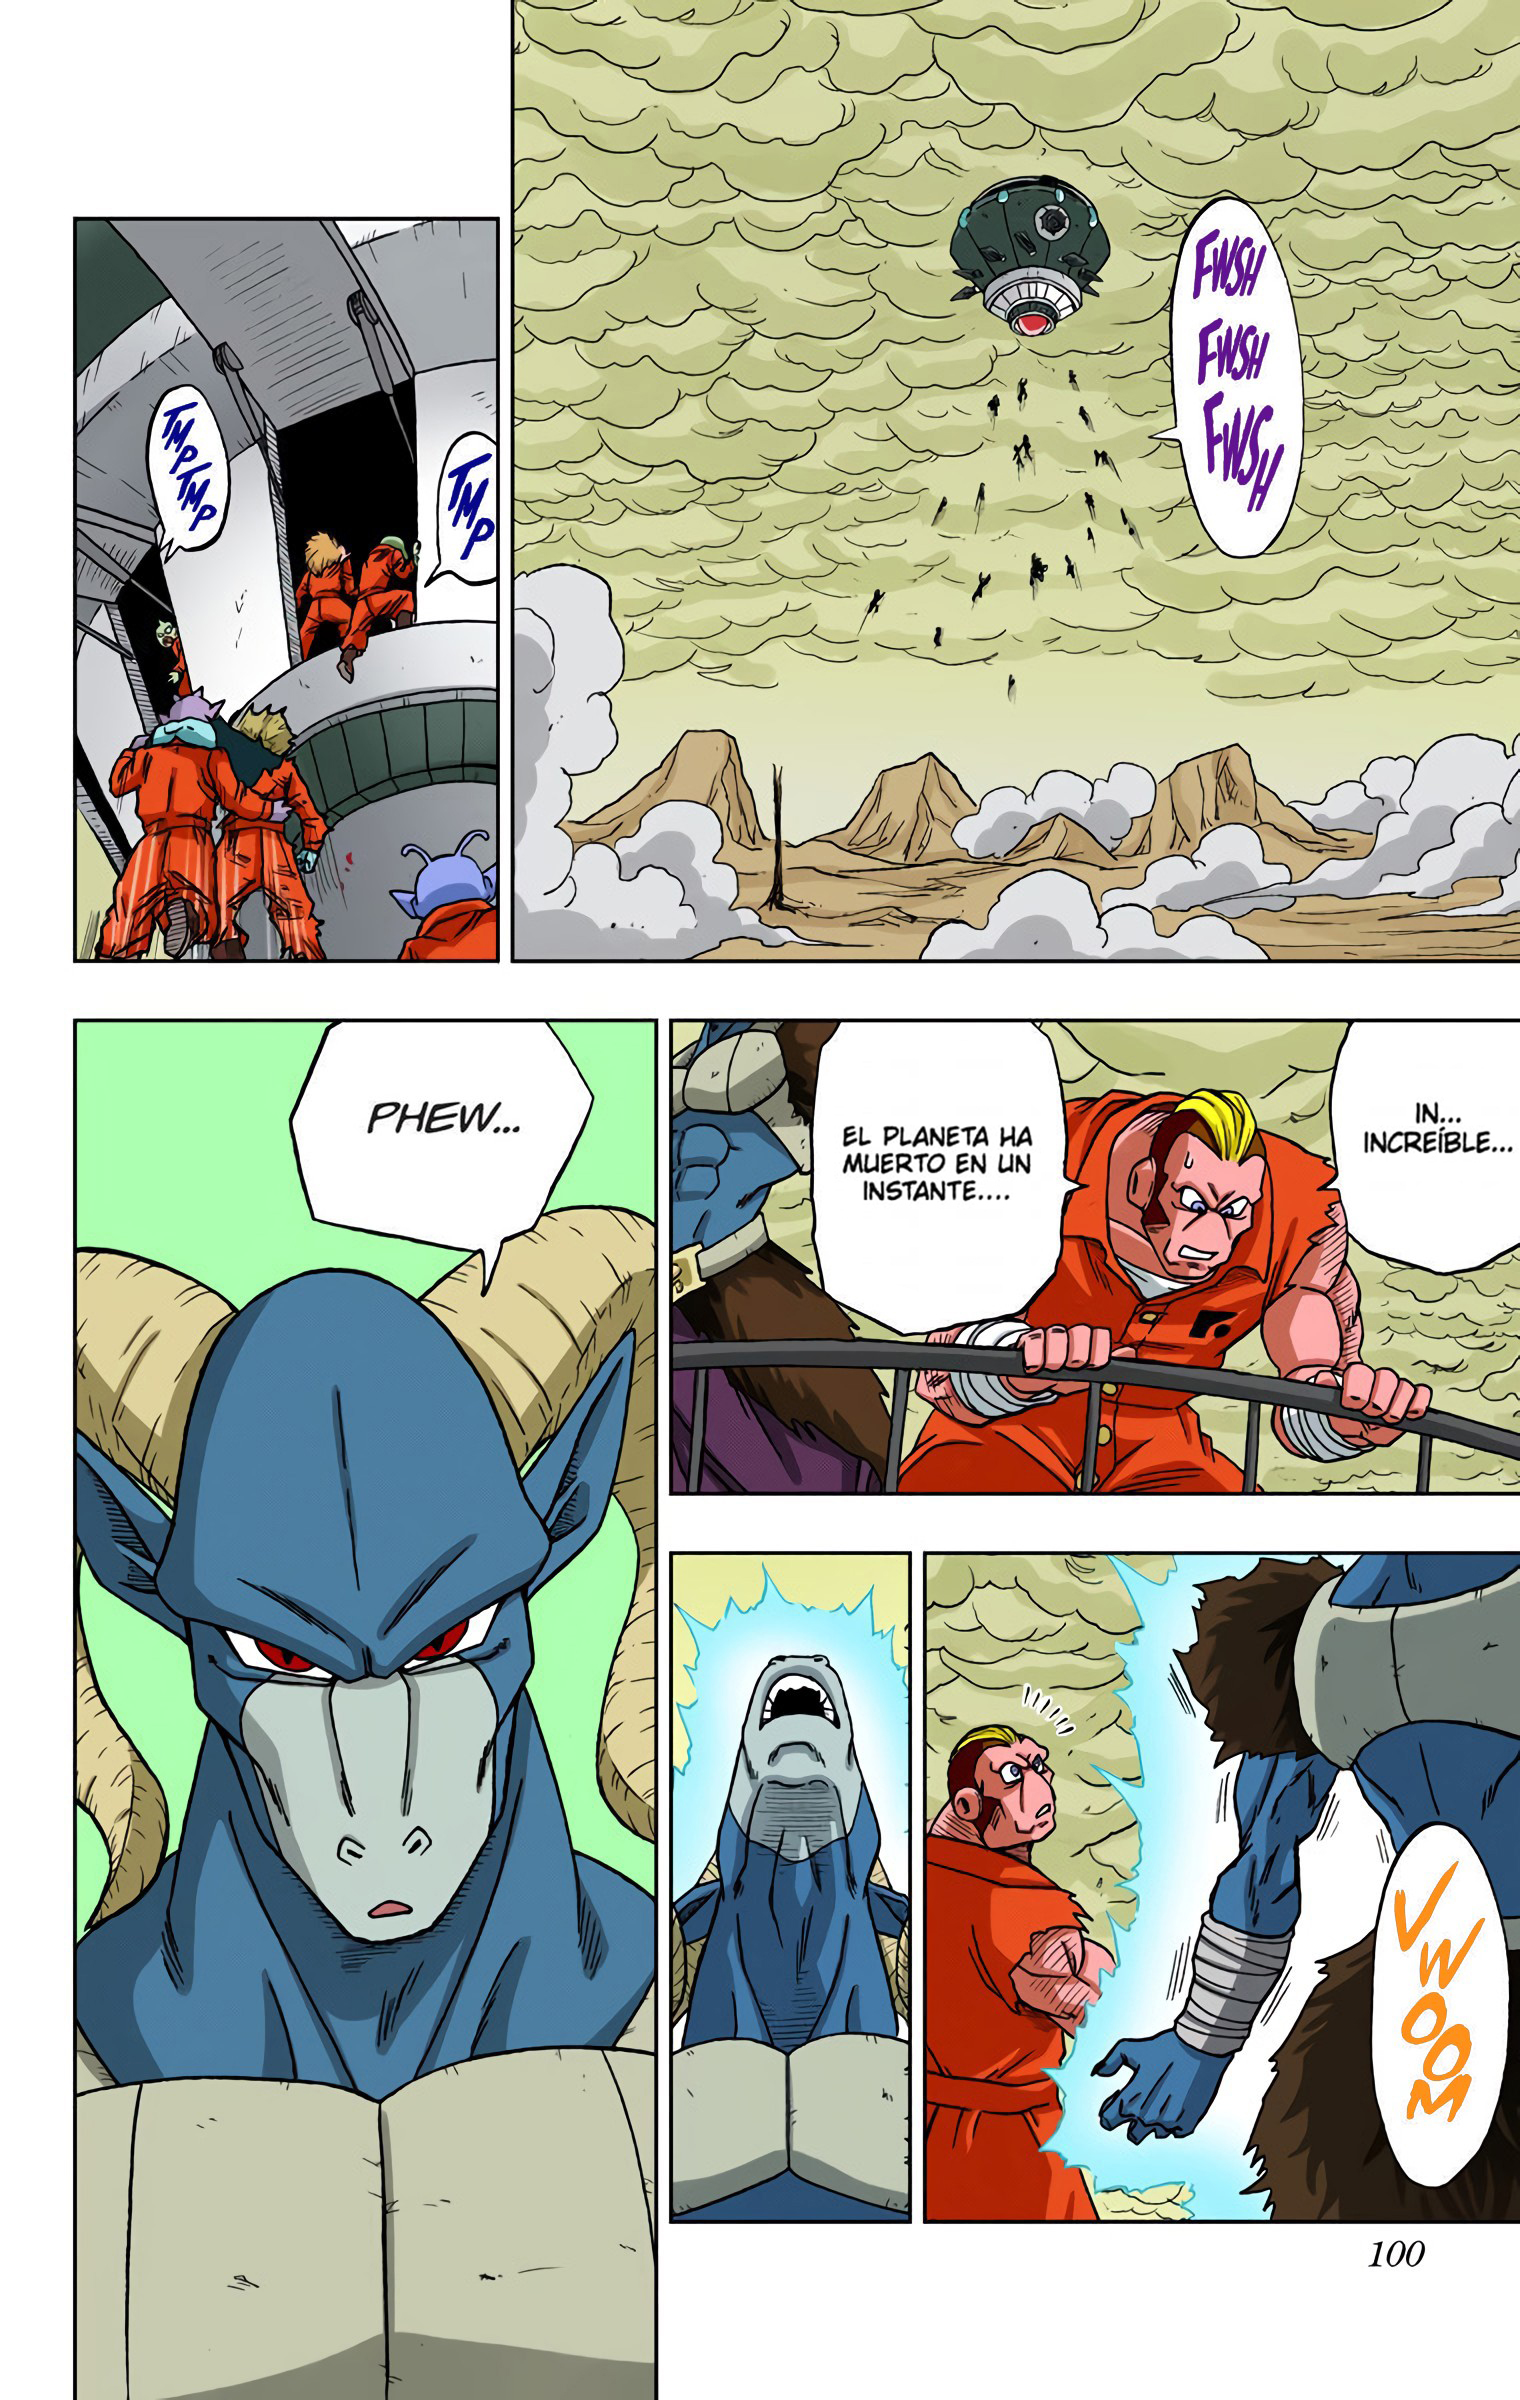 FWSH
FWSH
FWSH
TMP
TMP
TMP
IN...
INCREÍBLE...
EL PLANETA HA
MUERTO EN UN
INSTANTE....
VWOOM
PHEW...
100